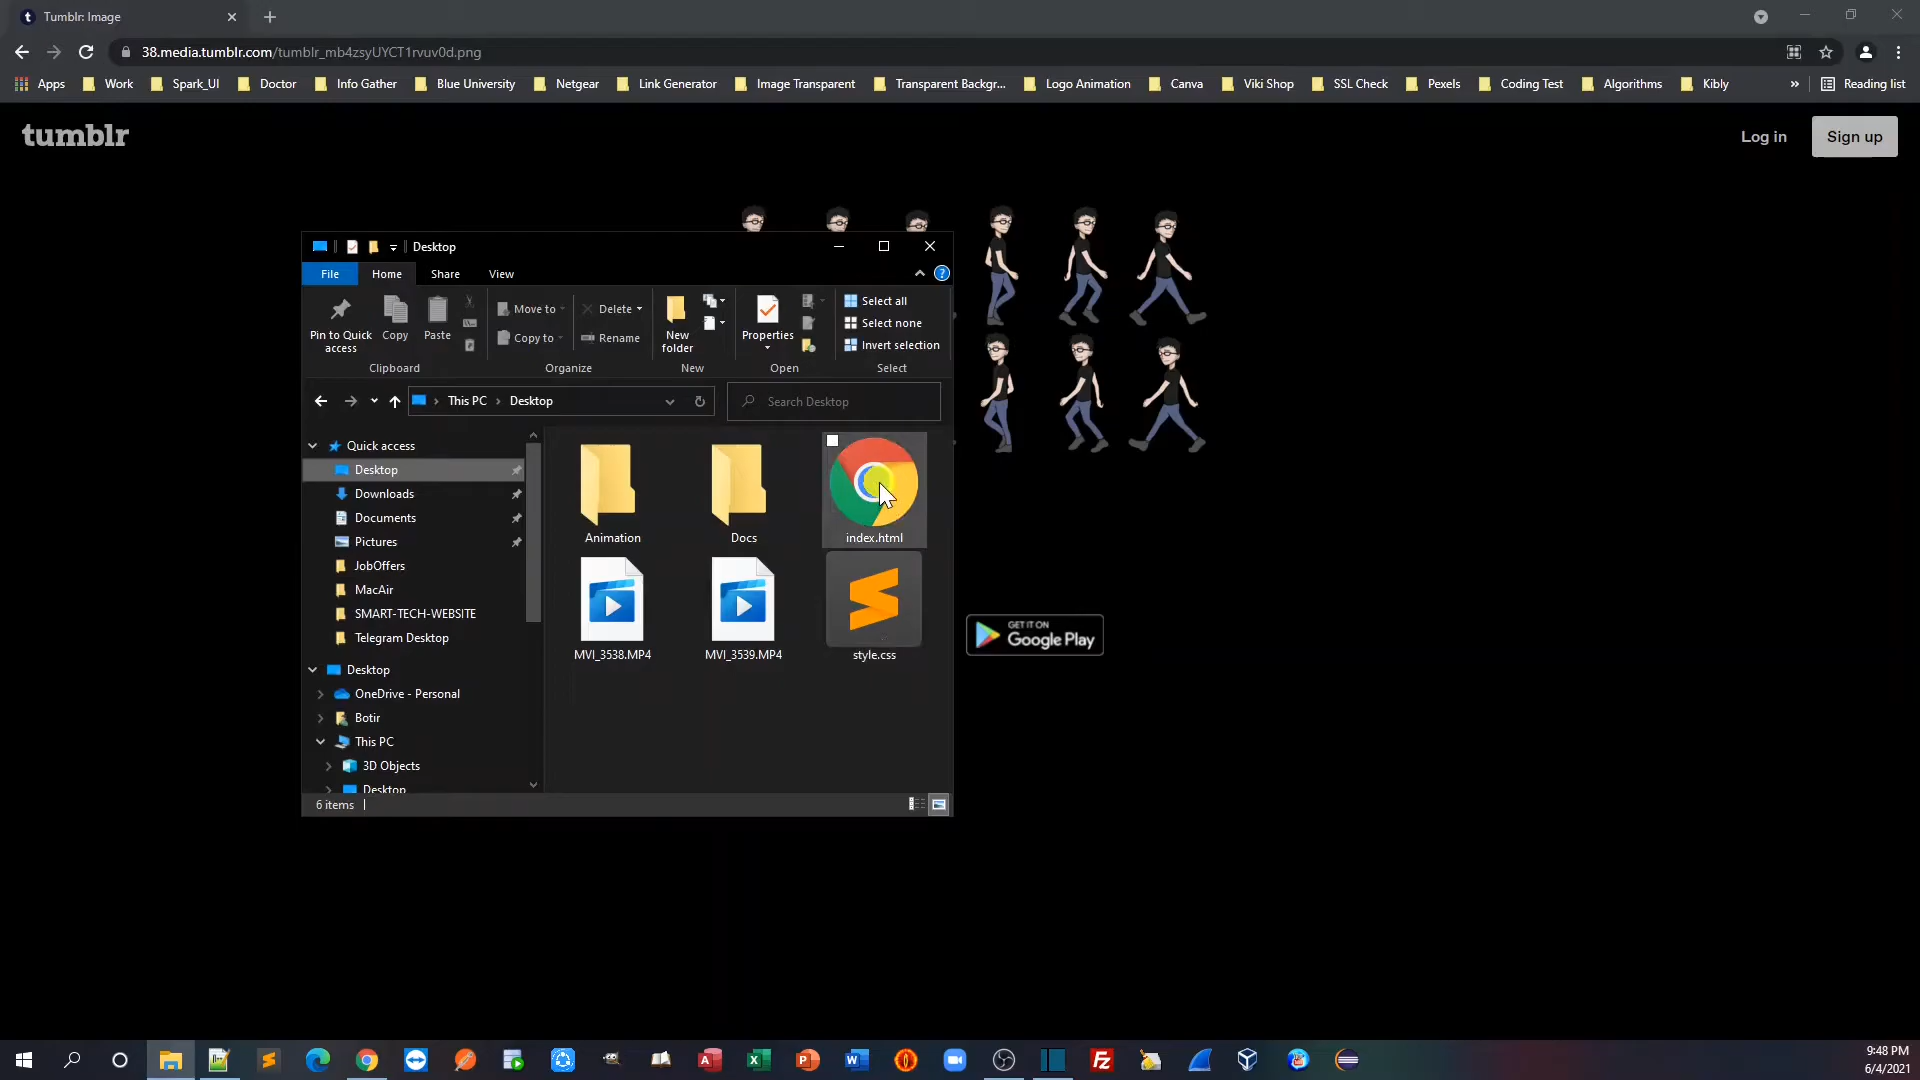 Tumblr: Image
38.media.tumblr.com/tumblr_mb4zsyUYCT1rvuv0d.png
Apps Work Spark_UI Doctor Info Gather Blue University Netgear Link Generator Image Transparent Transparent Backgr... Logo Animation Canva Viki Shop SSL Check Pexels Coding Test Algorithms Kibly » Reading list
tumblr
Log in
Sign up
Desktop
File Home Share View
Pin to Quick access
Copy
Paste
Clipboard
Move to
Copy to
Delete
Rename
Organize
New folder
New
Properties
Open
Select all
Select none
Invert selection
Select
This PC > Desktop
Search Desktop
Quick access
Desktop
Downloads
Documents
Pictures
JobOffers
MacAir
SMART-TECH-WEBSITE
Telegram Desktop
Desktop
OneDrive - Personal
Botir
This PC
3D Objects
Desktop
Animation
Docs
index.html
MVI_3538.MP4
MVI_3539.MP4
style.css
6 items
GET IT ON
Google Play
9:48 PM
6/4/2021